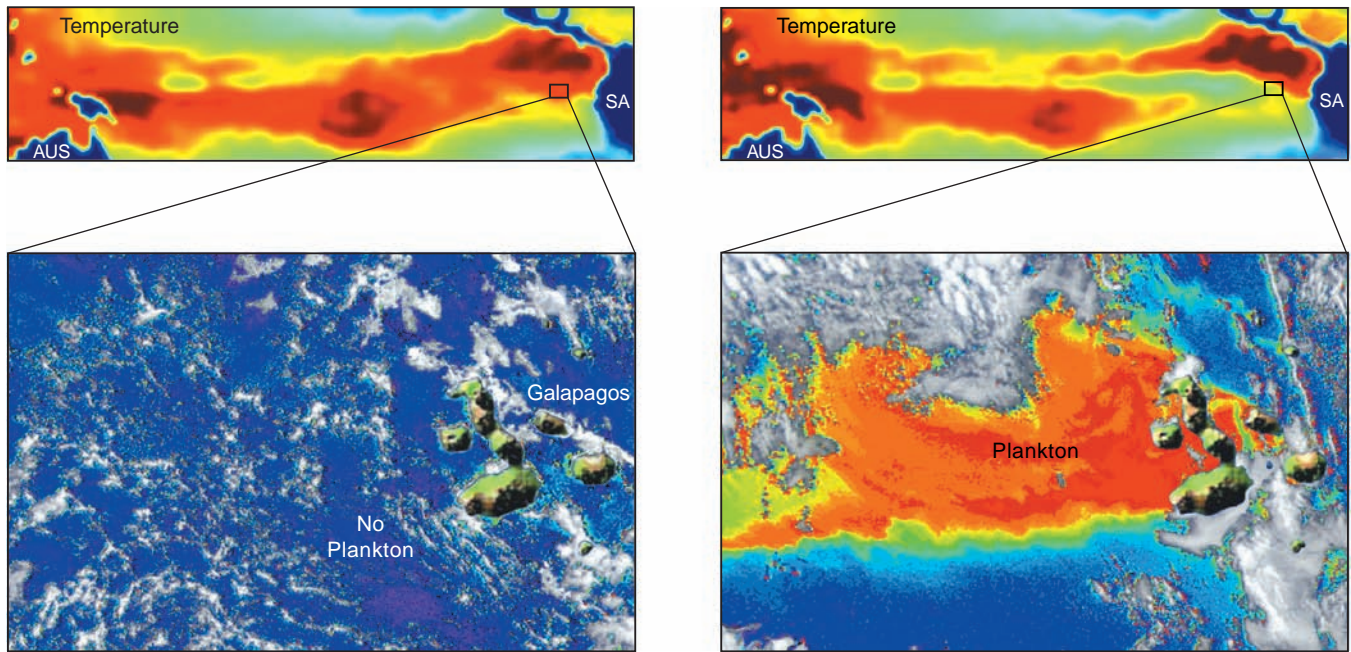 Temperature
SA
AUS
Temperature
SA
AUS
Galapagos
No
Plankton
Plankton